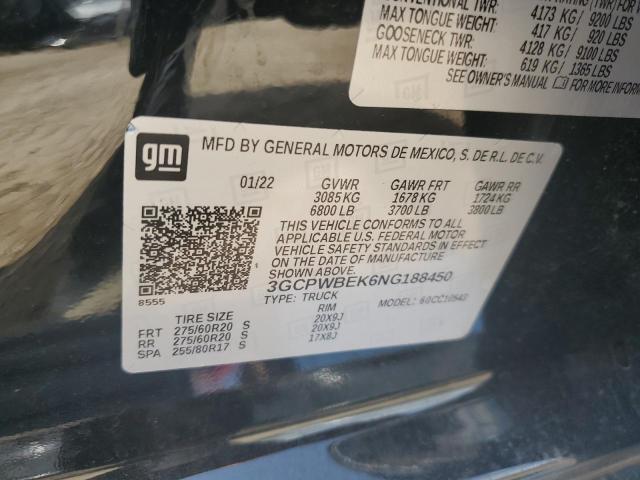 CONVENTIONAL TWR: 4173 KG / 9200 LBS
MAX TONGUE WEIGHT: 417 KG / 920 LBS
GOOSENECK TWR: 4128 KG / 9100 LBS
MAX TONGUE WEIGHT: 619 KG / 1365 LBS
SEE OWNER'S MANUAL FOR MORE
gm
MFD BY GENERAL MOTORS DE MEXICO, S. DE R.L. DE C.V.
01/22 GVWR GAWR FRT GAWR RR
3085 KG 1678 KG 1724 KG
6800 LB 3700 LB 3800 LB
THIS VEHICLE CONFORMS TO ALL
APPLICABLE U.S. FEDERAL MOTOR
VEHICLE SAFETY STANDARDS IN EFFECT
ON THE DATE OF MANUFACTURE
SHOWN ABOVE.
8555
3GCPWBEK6NG188450
TYPE: TRUCK MODEL:
TIRE SIZE RIM
FRT 275/60R20 S 20X9J
RR 275/60R20 S 20X9J
SPA 255/80R17 S 17X8J